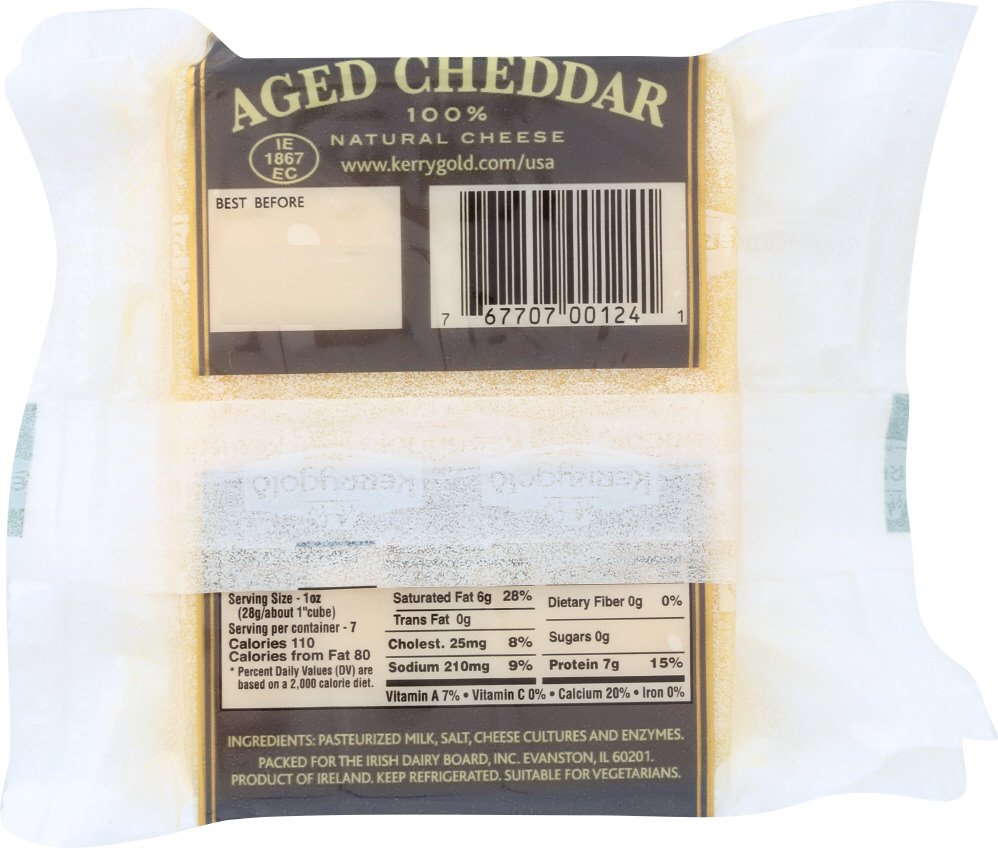 AGED CHEDDAR
100%
NATURAL CHEESE
IE
1867
EC
www.kerrygold.com/usa
BEST BEFORE
7 67707 00124 1
Kerrygold Kerrygold
Serving Size - 1oz
(28g/about 1"cube)
Serving per container - 7
Calories 110
Calories from Fat 80
* Percent Daily Values (DV) are
based on a 2,000 calorie diet.
Saturated Fat 6g 28%
Trans Fat 0g
Cholest. 25mg 8%
Sodium 210mg 9%
Dietary Fiber 0g 0%
Sugars 0g
Protein 7g 15%
Vitamin A 7% • Vitamin C 0% • Calcium 20% • Iron 0%
INGREDIENTS: PASTEURIZED MILK, SALT, CHEESE CULTURES AND ENZYMES.
PACKED FOR THE IRISH DAIRY BOARD, INC. EVANSTON, IL 60201.
PRODUCT OF IRELAND. KEEP REFRIGERATED. SUITABLE FOR VEGETARIANS.